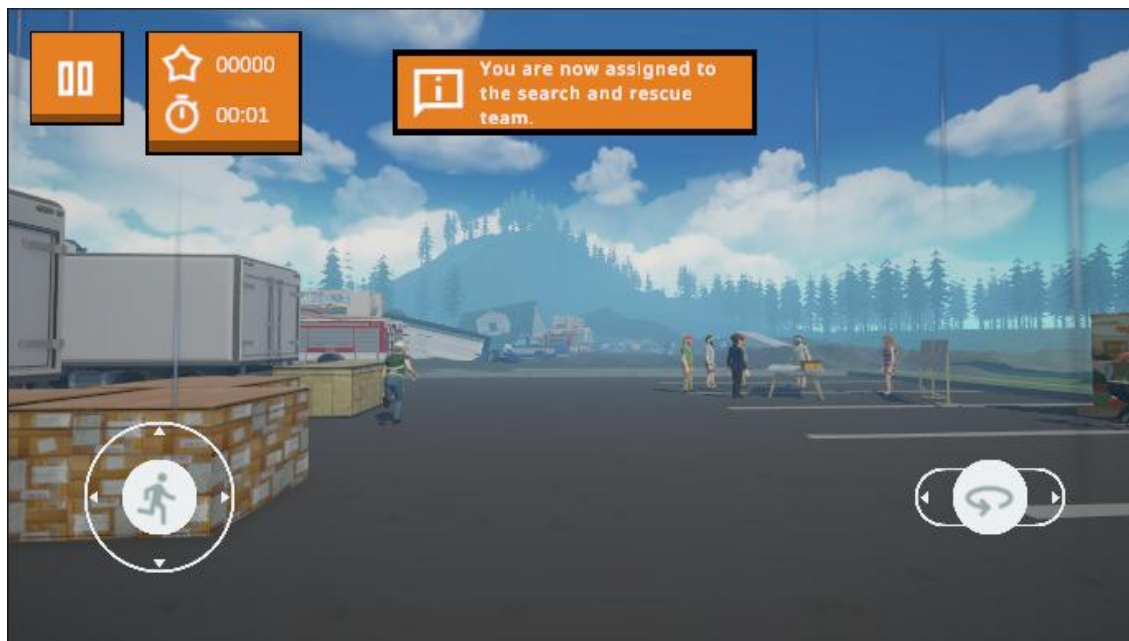 00000
00:01
You are now assigned to
the search and rescue
team.